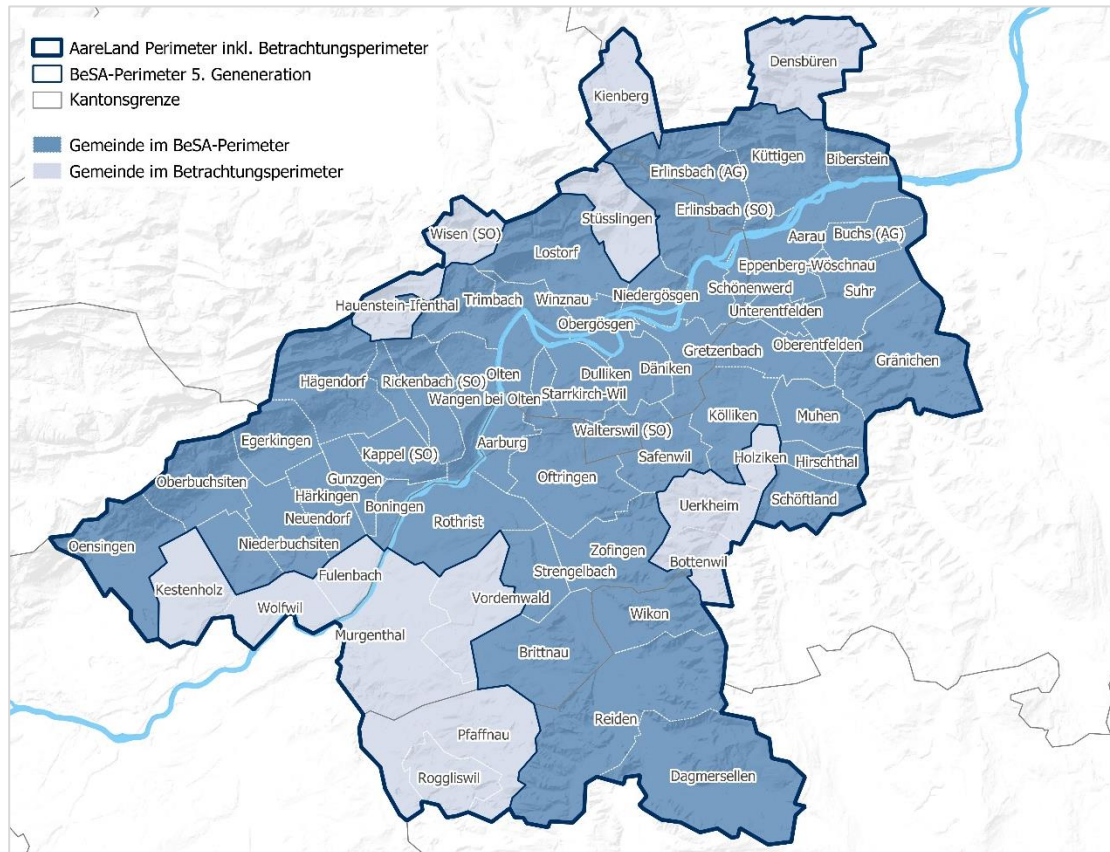 AareLand Perimeter inkl. Betrachtungsperimeter
BeSA-Perimeter 5. Geneneration
Kantonsgrenze
Gemeinde im BeSA-Perimeter
Gemeinde im Betrachtungsperimeter
Densbüren
Kienberg
Küttigen
Biberstein
Erlinsbach (AG)
Erlinsbach (SO)
Stüsslingen
Wisen (SO)
Lostorf
Aarau
Buchs (AG)
Eppenberg-Wöschnau
Hauenstein-Ifenthal
Trimbach
Winznau
Niedergösgen
Schönenwerd
Suhr
Unterentfelden
Obergösgen
Gretzenbach
Oberentfelden
Gränichen
Hägendorf
Rickenbach (SO)
Olten
Dulliken
Däniken
Wangen bei Olten
Starrkirch-Wil
Kölliken
Muhen
Egerkingen
Kappel (SO)
Aarburg
Walterswil (SO)
Safenwil
Holziken
Hirschthal
Oberbuchsiten
Gunzgen
Oftringen
Schöftland
Härkingen
Boningen
Uerkheim
Neuendorf
Rothrist
Oensingen
Niederbuchsiten
Zofingen
Bottenwil
Fulenbach
Strengelbach
Kestenholz
Wolfwil
Vordemwald
Wikon
Murgenthal
Brittnau
Reiden
Pfaffnau
Roggliswil
Dagmersellen